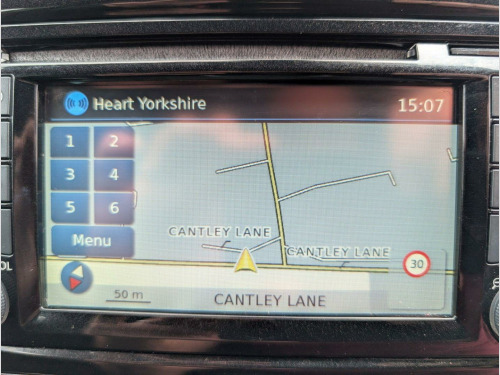 Heart Yorkshire
15:07
1 2
3 4
5 6
Menu
CANTLEY LANE
CANTLEY LANE
30
50 m
CANTLEY LANE
OL